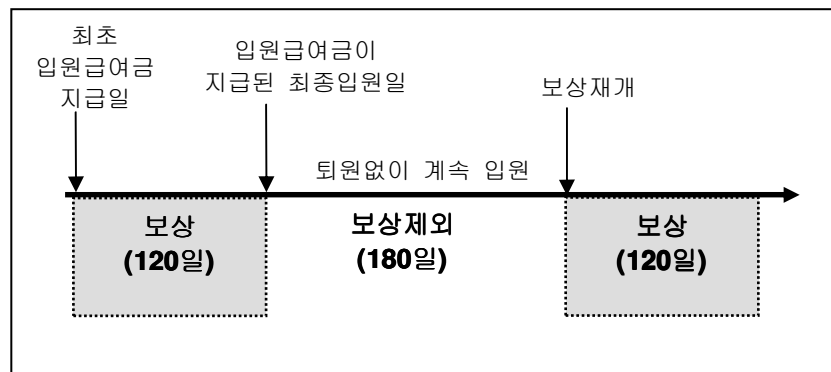 최초
입원급여금
지급일
입원급여금이
지급된 최종입원일
보상재개
퇴원없이 계속 입원
보상
(120일)
보상제외
(180일)
보상
(120일)